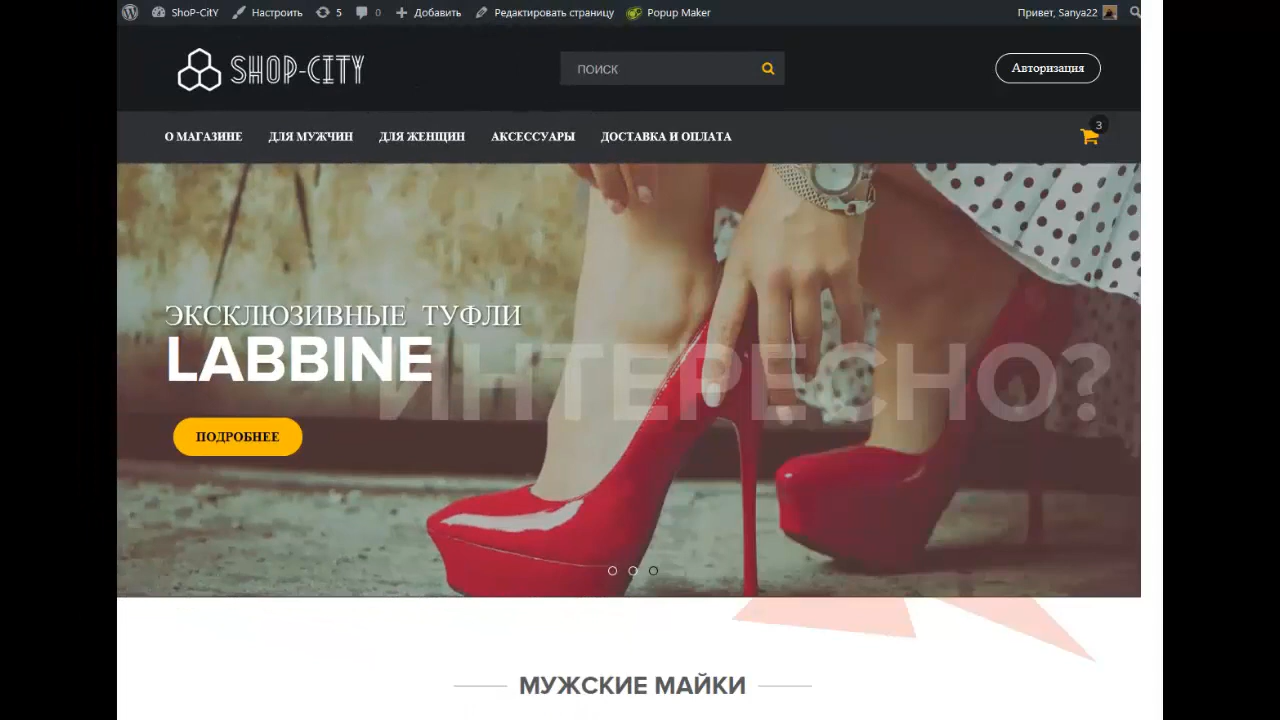 ShoP-CitY Настроить 5 0 Добавить Редактировать страницу Popup Maker Привет, Sanya22
SHOP-CITY ПОИСК Авторизация
О МАГАЗИНЕ ДЛЯ МУЖЧИН ДЛЯ ЖЕНЩИН АКСЕССУАРЫ ДОСТАВКА И ОПЛАТА 3
ЭКСКЛЮЗИВНЫЕ ТУФЛИ
LABBINE
ИНТЕРЕСНО?
ПОДРОБНЕЕ
МУЖСКИЕ МАЙКИ